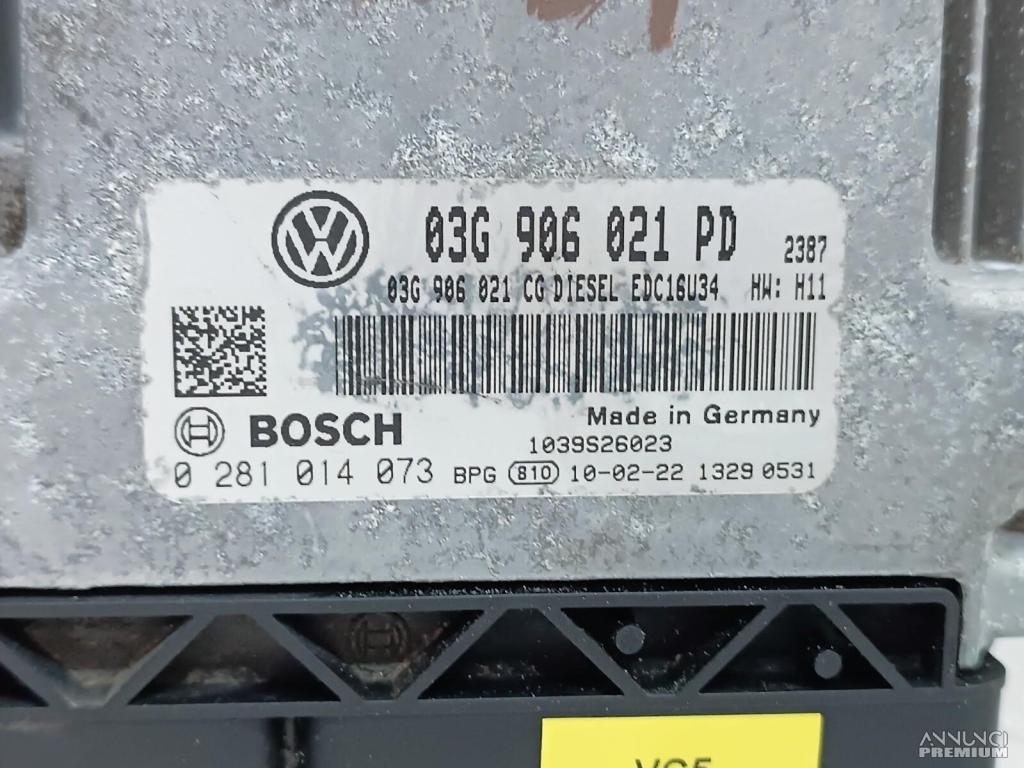 03G 906 021 PD 2387
03G 906 021 CG DIESEL EDC16U34 HW: H11
BOSCH
Made in Germany
1039S26023
0 281 014 073 BPG 810 10-02-22 1329 0531
ANNUNCI
PREMIUM